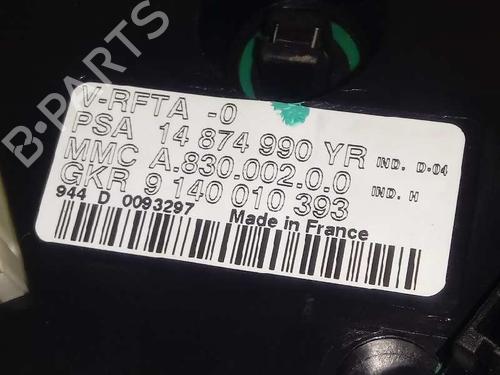 B-PARTS
V-RFTA -0
PSA 14 874 990 YR IND. D-04
MMC A.830.002.0.0
GKR 9 140 010 393 IND. H
944 D 0093297 Made in France